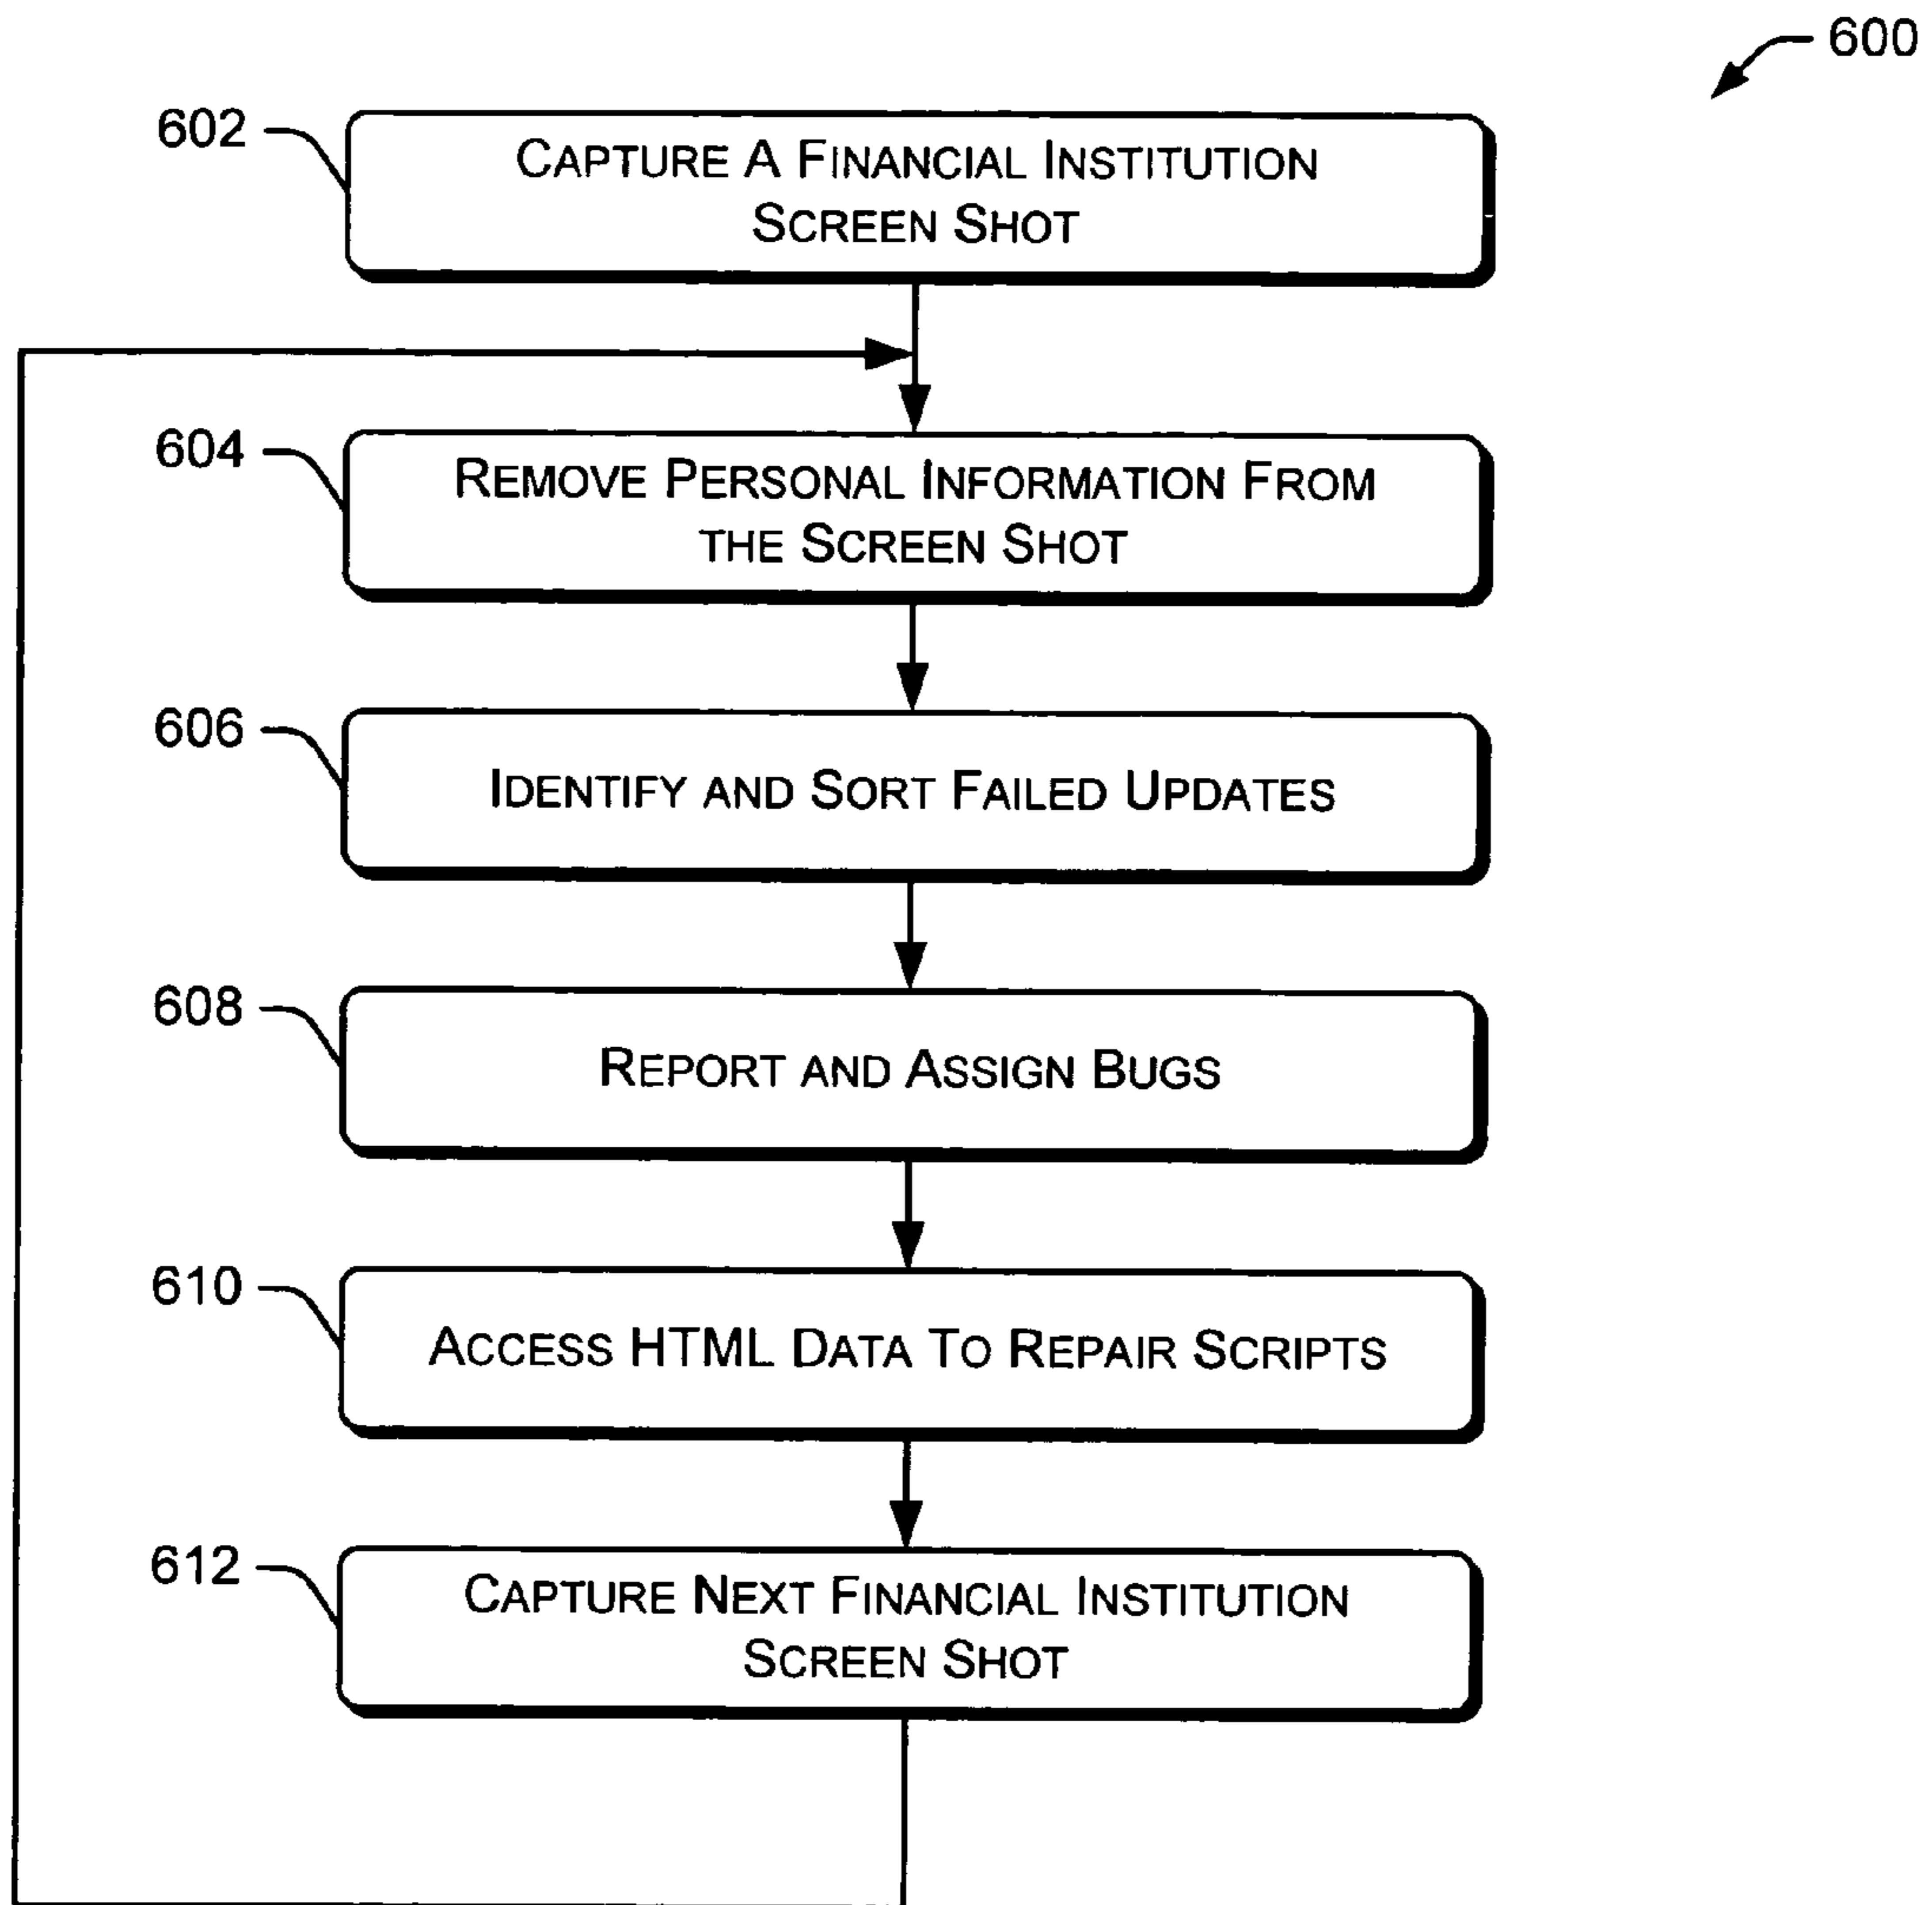 600
602
CAPTURE A FINANCIAL INSTITUTION
SCREEN SHOT
604
REMOVE PERSONAL INFORMATION FROM
THE SCREEN SHOT
606
IDENTIFY AND SORT FAILED UPDATES
608
REPORT AND ASSIGN BUGS
610
ACCESS HTML DATA TO REPAIR SCRIPTS
612
CAPTURE NEXT FINANCIAL INSTITUTION
SCREEN SHOT